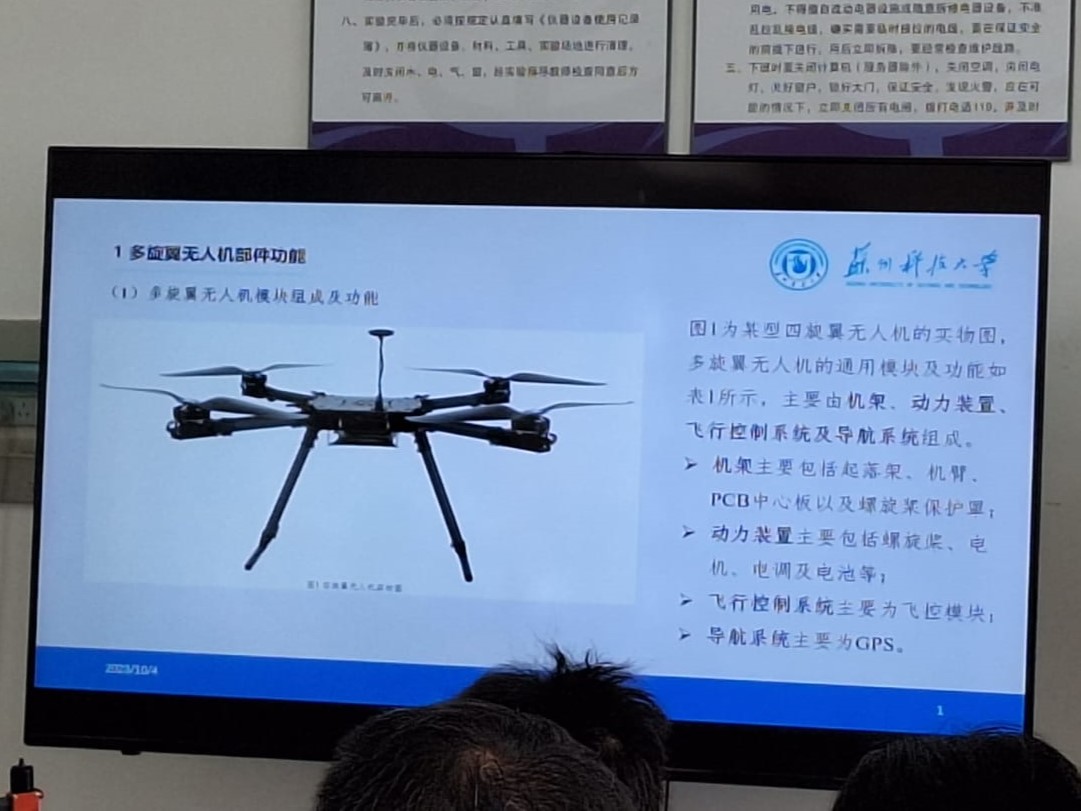 八、实验完毕后，必须按规定认真填写《仪器设备使用记录
簿》，并将仪器设备、材料、工具、实验场地进行清理，
及时关闭水、电、气、窗，经实验指导教师检查同意后方
可离开。
用电，不得擅自改动电器设施或随意拆修电器设备，不准
乱拉乱接电线，确实需要临时接拉的电线，要在保证安全
的前提下进行，用后立即拆除，要经常检查维护线路。
三、下班时要关闭计算机（服务器除外），关闭空调，关闭电
灯，关好窗户，锁好大门，保证安全，发现火警，应在可
能的情况下，立即关闭所有电闸，拨打电话119，并及时
1 多旋翼无人机部件功能
苏州科技大学
（1）多旋翼无人机模块组成及功能
图1为某型四旋翼无人机的实物图，
多旋翼无人机的通用模块及功能如
表1所示，主要由机架、动力装置、
飞行控制系统及导航系统组成。
➢ 机架主要包括起落架、机臂、
PCB中心板以及螺旋桨保护罩；
➢ 动力装置主要包括螺旋桨、电
机、电调及电池等；
➢ 飞行控制系统主要为飞控模块；
➢ 导航系统主要为GPS。
1